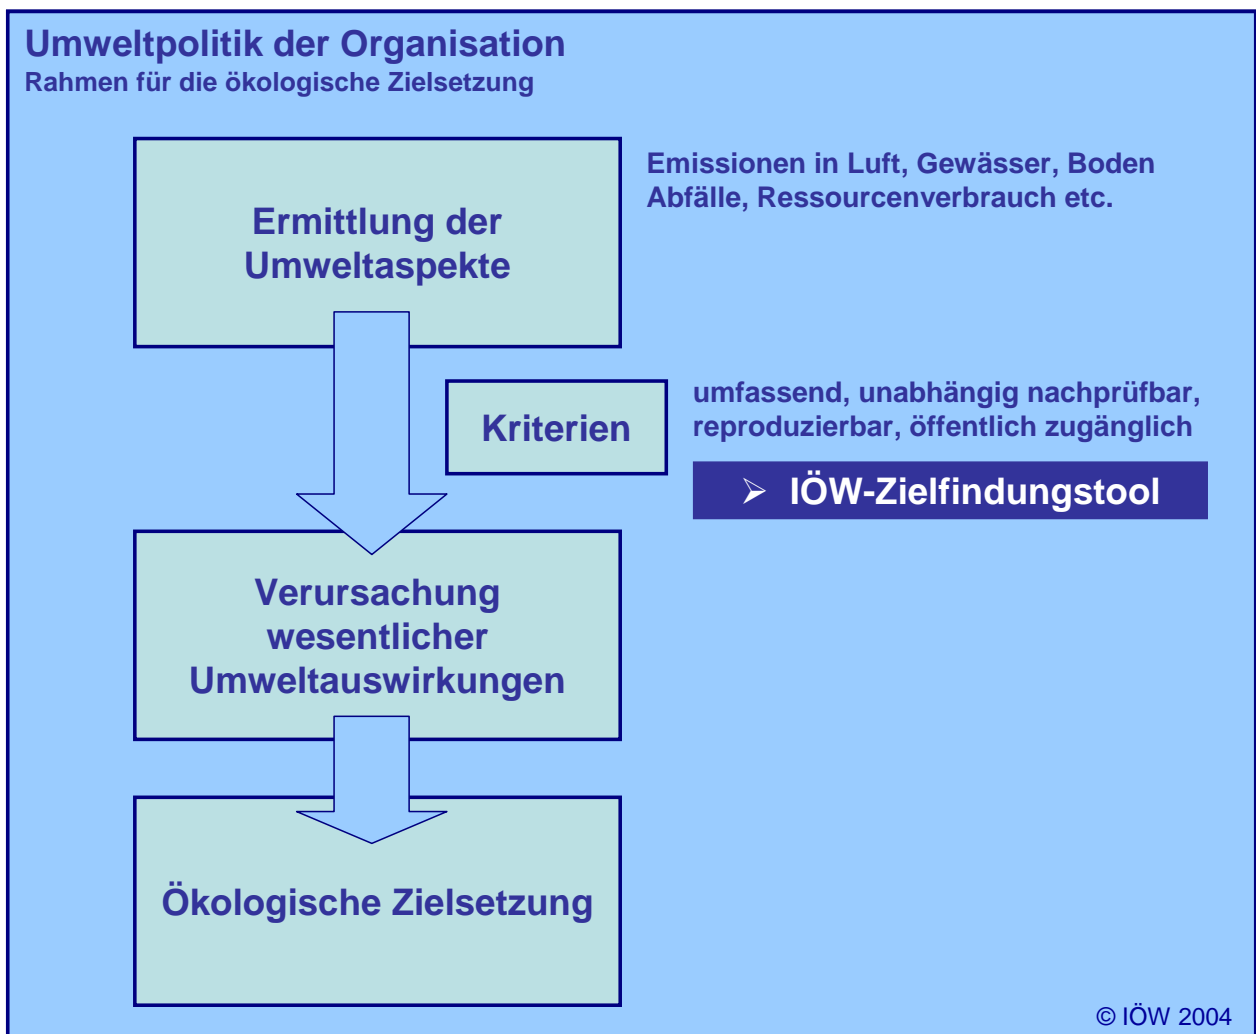 Umweltpolitik der Organisation
Rahmen für die ökologische Zielsetzung
Ermittlung der
Umweltaspekte
Emissionen in Luft, Gewässer, Boden
Abfälle, Ressourcenverbrauch etc.
Kriterien
umfassend, unabhängig nachprüfbar,
reproduzierbar, öffentlich zugänglich
➢ IÖW-Zielfindungstool
Verursachung
wesentlicher
Umweltauswirkungen
Ökologische Zielsetzung
© IÖW 2004